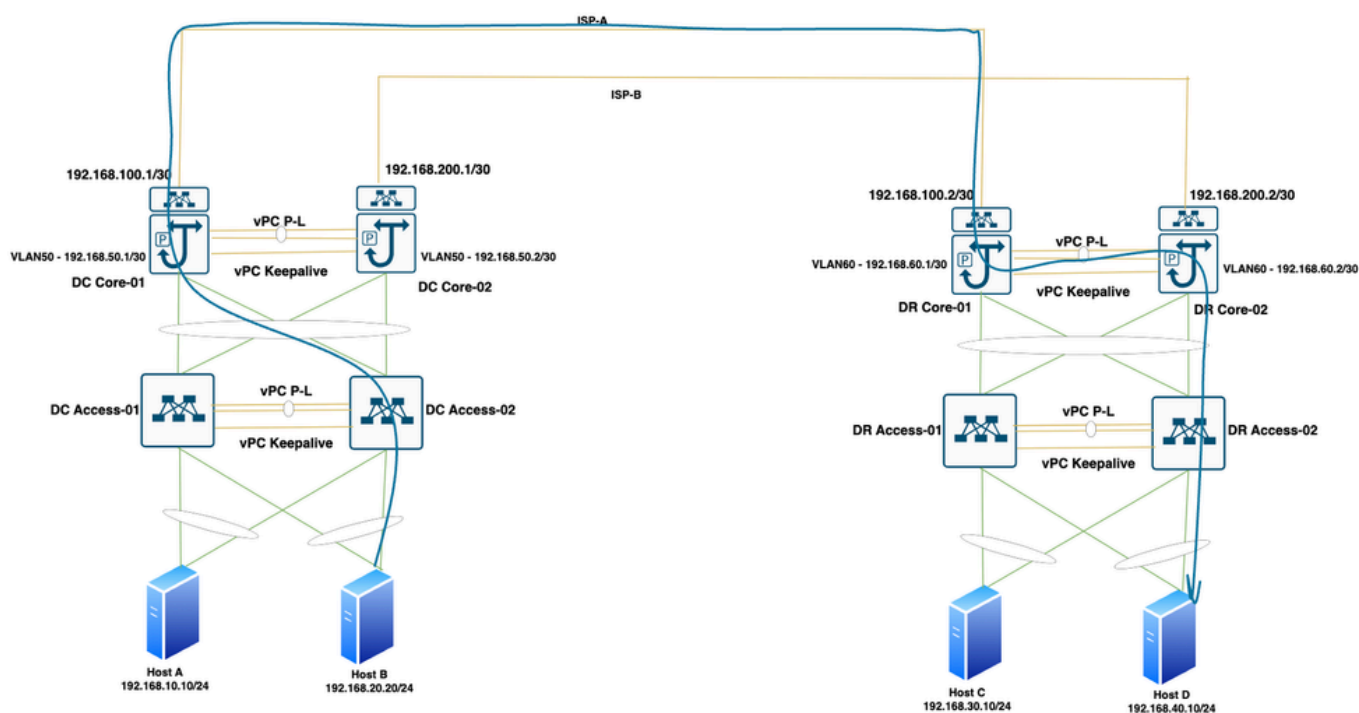 ISP-A
ISP-B
192.168.100.1/30
192.168.200.1/30
192.168.100.2/30
192.168.200.2/30
vPC P-L
vPC P-L
P
P
P
P
VLAN50 - 192.168.50.1/30
VLAN50 - 192.168.50.2/30
VLAN60 - 192.168.60.1/30
VLAN60 - 192.168.60.2/30
vPC Keepalive
vPC Keepalive
DC Core-01
DC Core-02
DR Core-01
DR Core-02
vPC P-L
vPC P-L
DC Access-01
DC Access-02
DR Access-01
DR Access-02
vPC Keepalive
vPC Keepalive
Host A
192.168.10.10/24
Host B
192.168.20.20/24
Host C
192.168.30.10/24
Host D
192.168.40.10/24